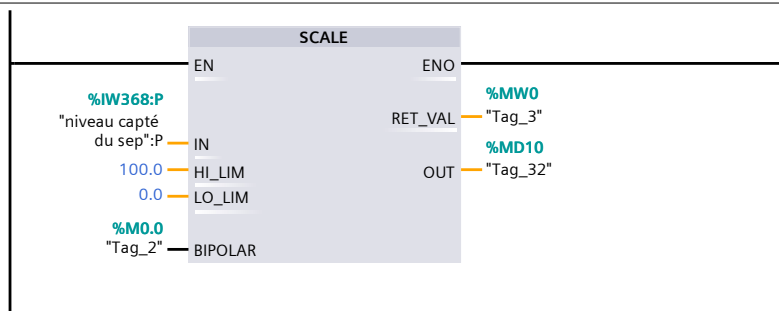 SCALE
EN
ENO
%IW368:P
"niveau capté
du sep":P
IN
%MW0
RET_VAL
"Tag_3"
%MD10
100.0
HI_LIM
OUT
"Tag_32"
0.0
LO_LIM
%M0.0
"Tag_2"
BIPOLAR